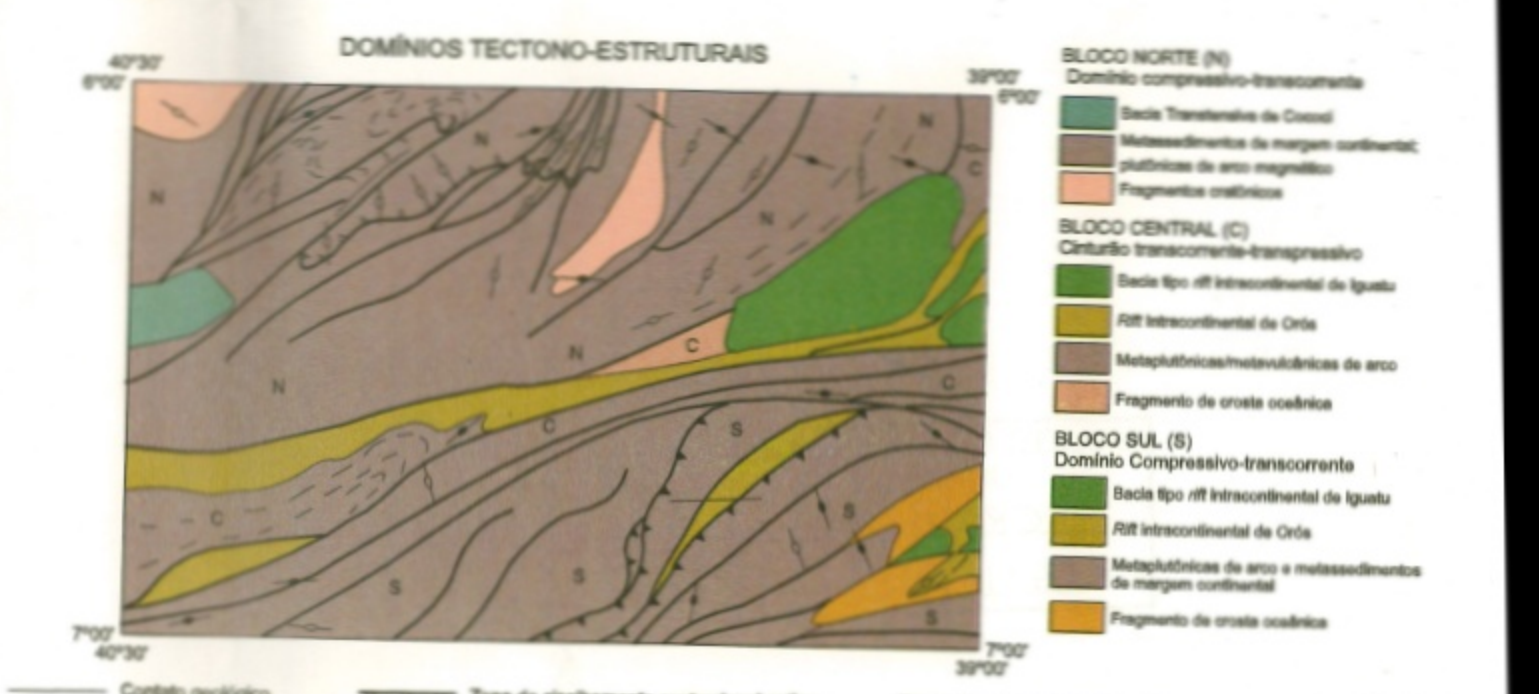 DOMÍNIOS TECTONO-ESTRUTURAIS
40°30'
6°00'
39°00'
6°00'
N
N
N
C
N
N
C
N
C
C
S
S
C
S
S
S
7°00'
40°30'
7°00'
39°00'
BLOCO NORTE (N)
Domínio compressivo-transcorrente
Bacia Transtensiva de Cococi
Metassedimentos de margem continental;
plutônicas de arco magmático
Fragmentos cratônicos
BLOCO CENTRAL (C)
Cinturão transcorrente-transpressivo
Bacia tipo rift intracontinental de Iguatu
Rift Intracontinental de Orós
Metaplutônicas/metavulcânicas de arco
Fragmento de crosta oceânica
BLOCO SUL (S)
Domínio Compressivo-transcorrente
Bacia tipo rift intracontinental de Iguatu
Rift intracontinental de Orós
Metaplutônicas de arco e metassedimentos
de margem continental
Fragmento de crosta oceânica
Contato geológico